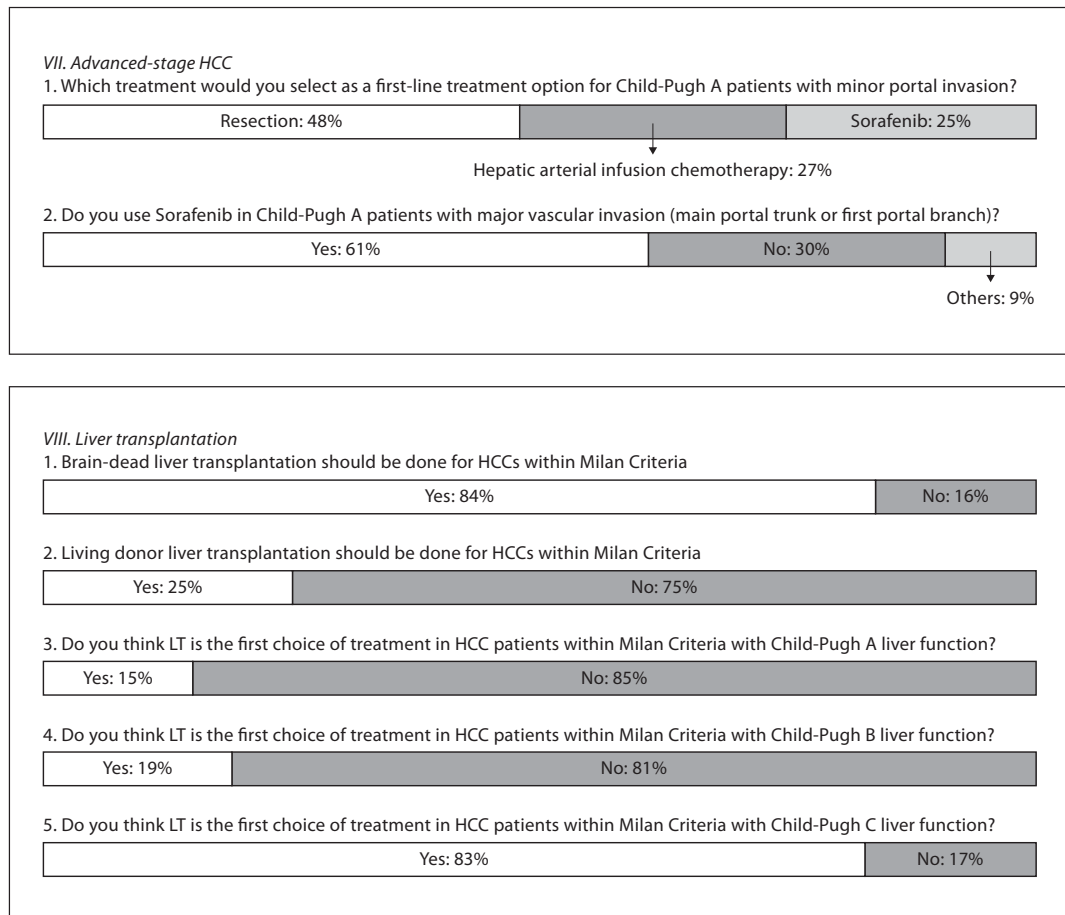 VII. Advanced-stage HCC
1. Which treatment would you select as a first-line treatment option for Child-Pugh A patients with minor portal invasion?
Resection: 48%
Sorafenib: 25%
Hepatic arterial infusion chemotherapy: 27%
2. Do you use Sorafenib in Child-Pugh A patients with major vascular invasion (main portal trunk or first portal branch)?
Yes: 61%
No: 30%
Others: 9%
VIII. Liver transplantation
1. Brain-dead liver transplantation should be done for HCCs within Milan Criteria
Yes: 84%
No: 16%
2. Living donor liver transplantation should be done for HCCs within Milan Criteria
Yes: 25%
No: 75%
3. Do you think LT is the first choice of treatment in HCC patients within Milan Criteria with Child-Pugh A liver function?
Yes: 15%
No: 85%
4. Do you think LT is the first choice of treatment in HCC patients within Milan Criteria with Child-Pugh B liver function?
Yes: 19%
No: 81%
5. Do you think LT is the first choice of treatment in HCC patients within Milan Criteria with Child-Pugh C liver function?
Yes: 83%
No: 17%